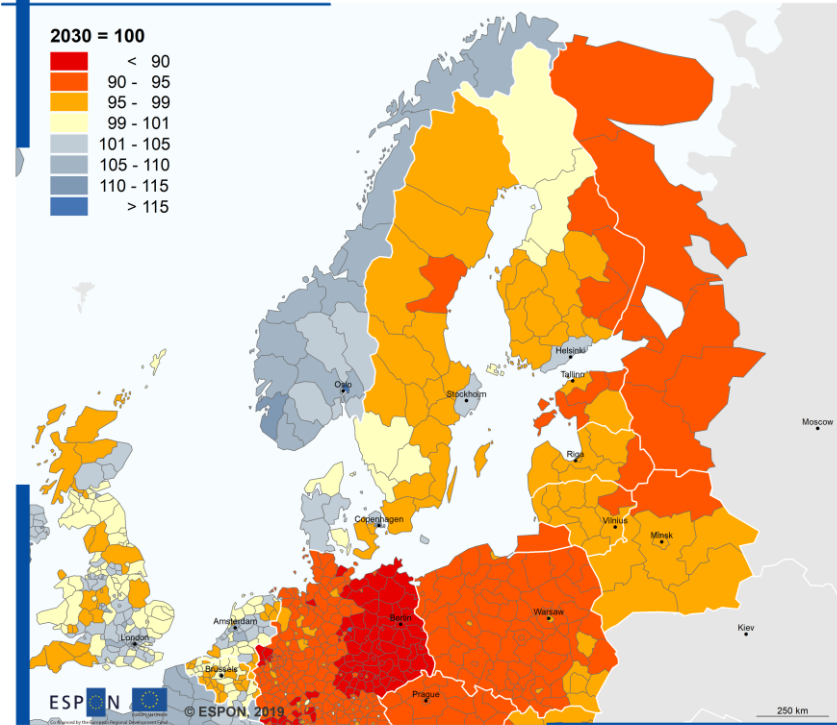 2030 = 100
< 90
90 - 95
95 - 99
99 - 101
101 - 105
105 - 110
110 - 115
> 115
Oslo
Helsinki
Tallinn
Stockholm
Moscow
Riga
Copenhagen
Vilnius
Minsk
Warsaw
Amsterdam
Berlin
Kiev
London
Brussels
Prague
ESPON
© ESPON, 2019
250 km